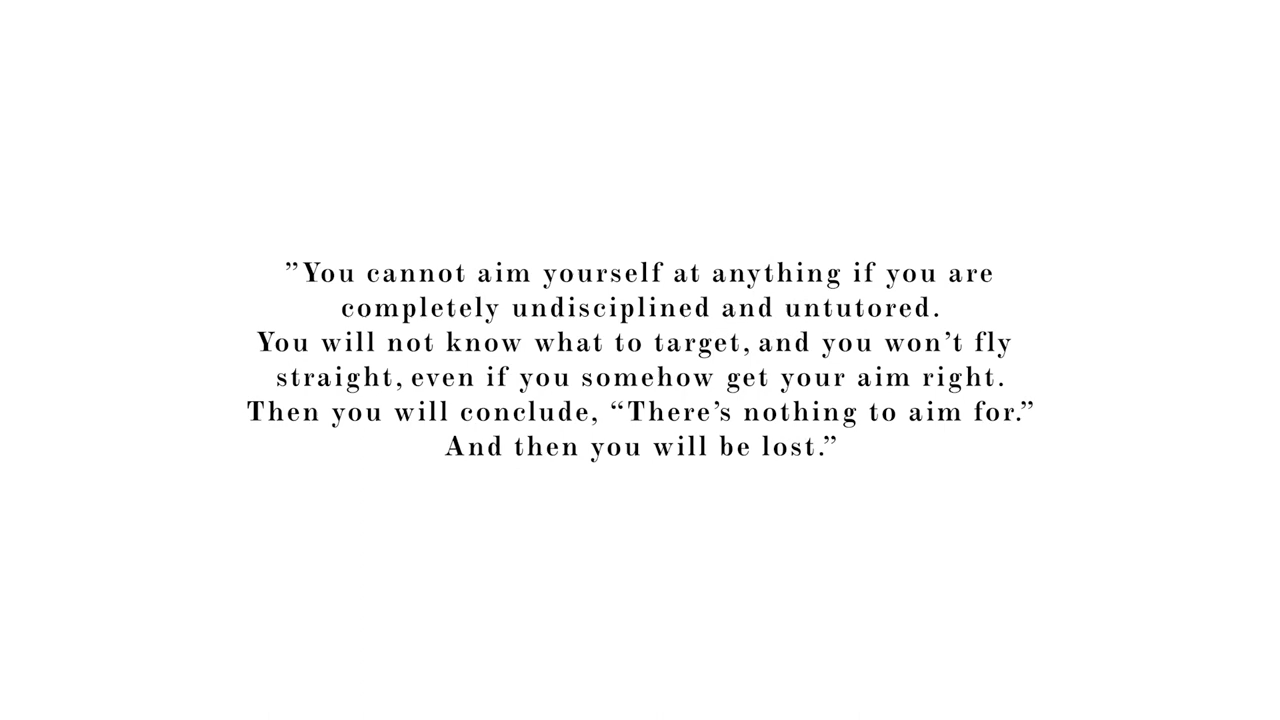 ”You cannot aim yourself at anything if you are
completely undisciplined and untutored.
You will not know what to target, and you won’t fly
straight, even if you somehow get your aim right.
Then you will conclude, “There’s nothing to aim for.”
And then you will be lost.”